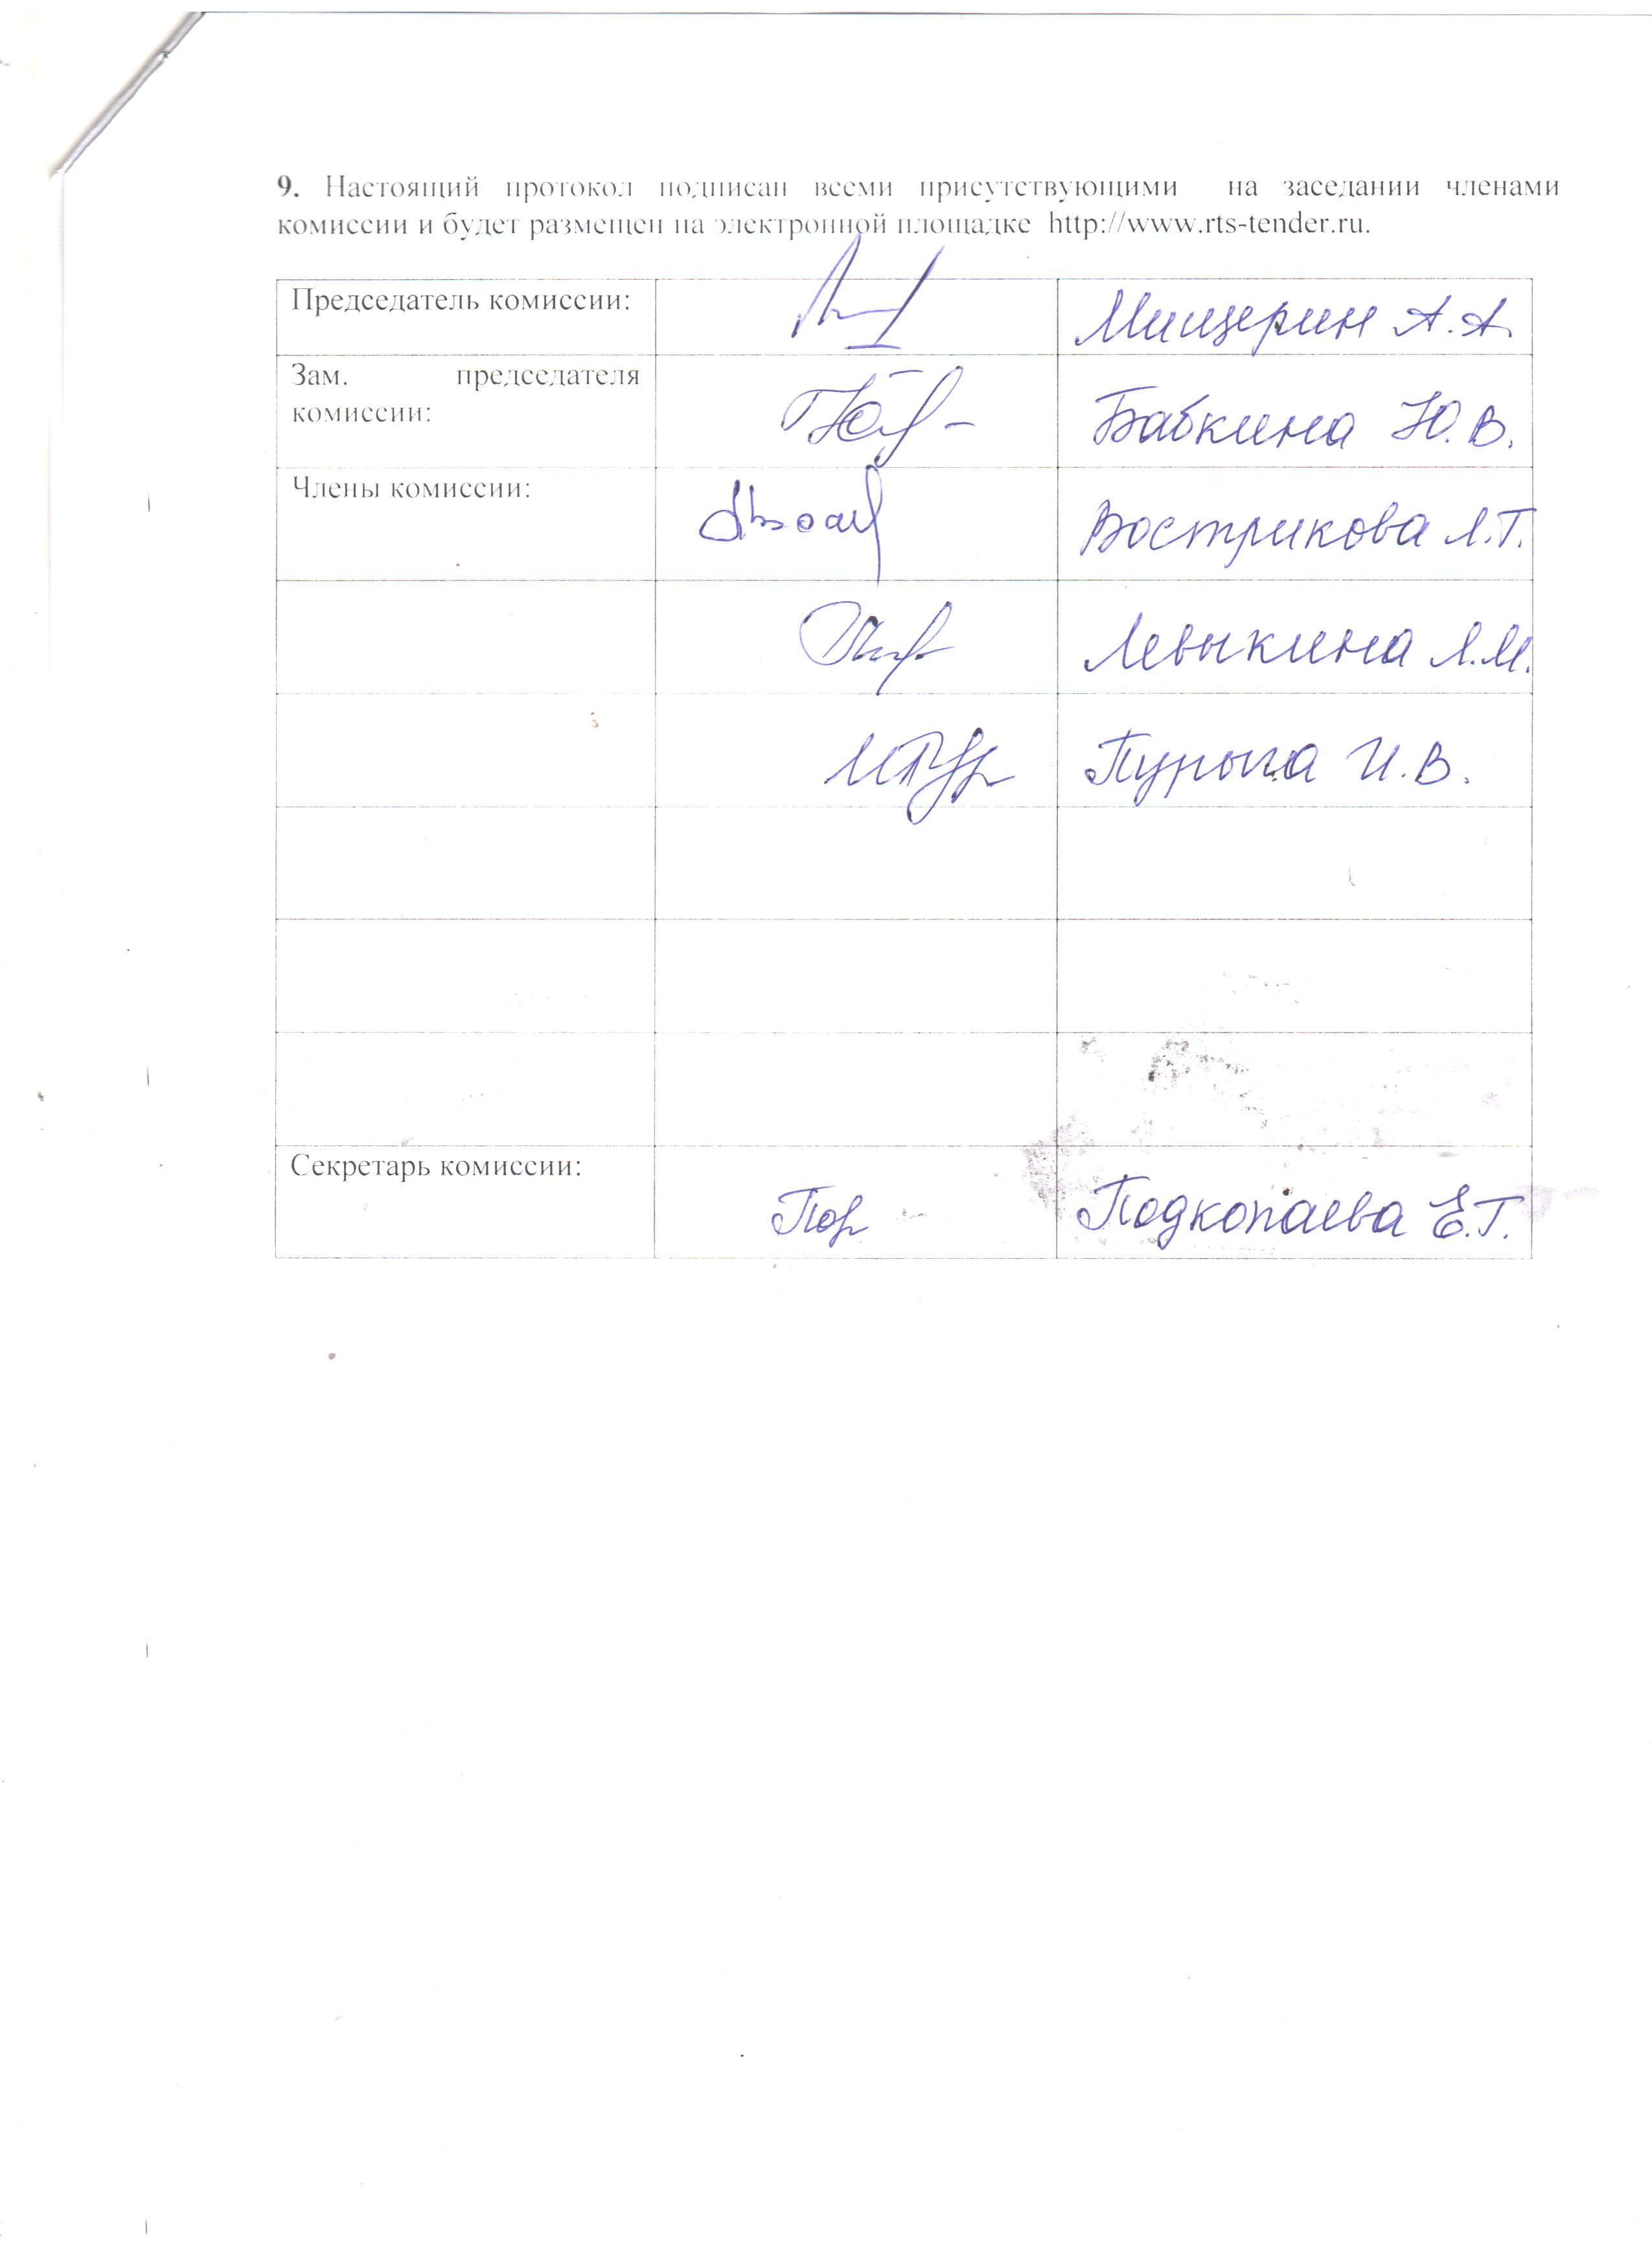 9. Настоящий протокол подписан всеми присутствующими на заседании членами
комиссии и будет размещен на электронной площадке http://www.rts-tender.ru.
Председатель комиссии:
Мищерин А.А.
Зам. председателя
комиссии:
Бабкина Ю.В.
Члены комиссии:
Вострикова Л.Т.
Левыкина Л.М.
Пурыга И.В.
Секретарь комиссии:
Подкопаева Е.Г.